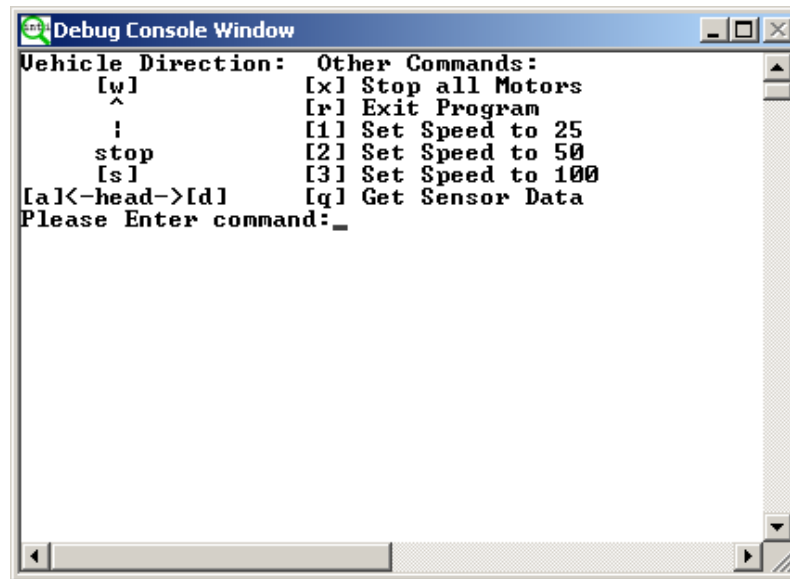 Debug Console Window
Vehicle Direction:  Other Commands:
[w]  [x] Stop all Motors
^  [r] Exit Program
¦  [1] Set Speed to 25
stop  [2] Set Speed to 50
[s]  [3] Set Speed to 100
[a]<-head->[d]  [q] Get Sensor Data
Please Enter command:_